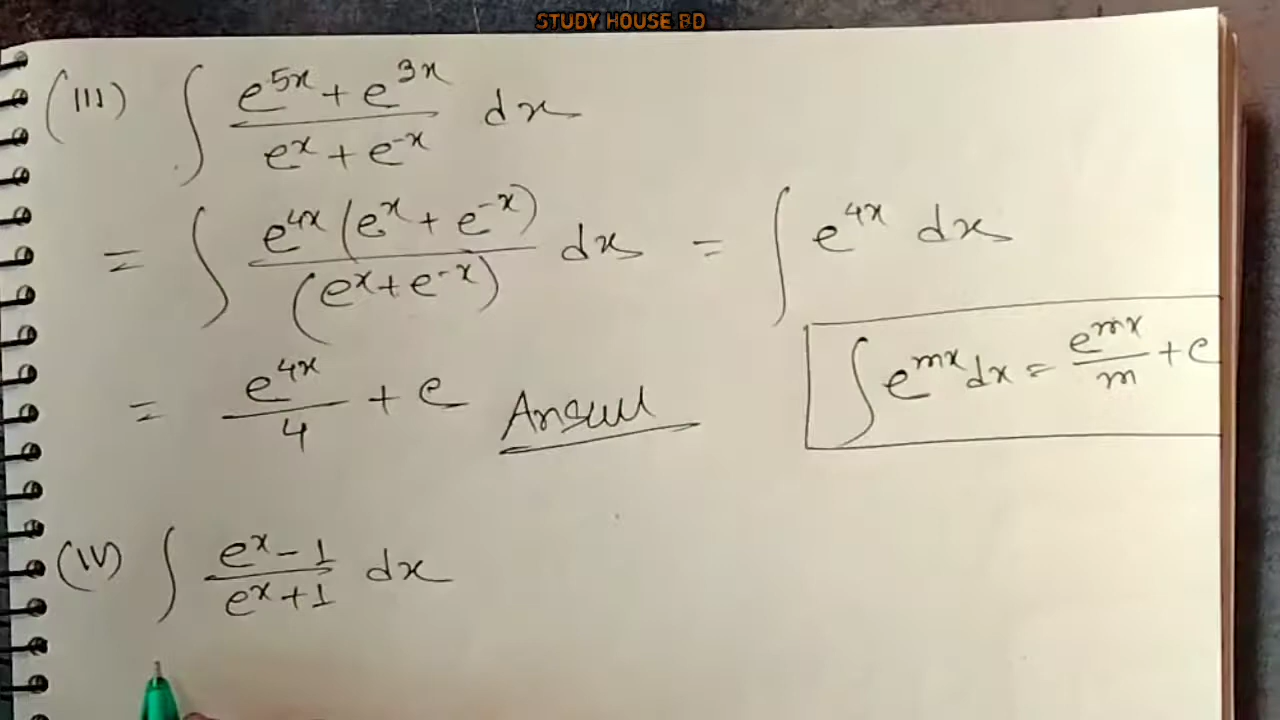 STUDY HOUSE BD
(III) ∫ (e^{5x} + e^{3x})/(e^x + e^{-x}) dx
= ∫ e^{4x}(e^x + e^{-x})/(e^x + e^{-x}) dx = ∫ e^{4x} dx
∫ e^{mx} dx = e^{mx}/m + c
= e^{4x}/4 + c Answer
(IV) ∫ (e^x - 1)/(e^x + 1) dx